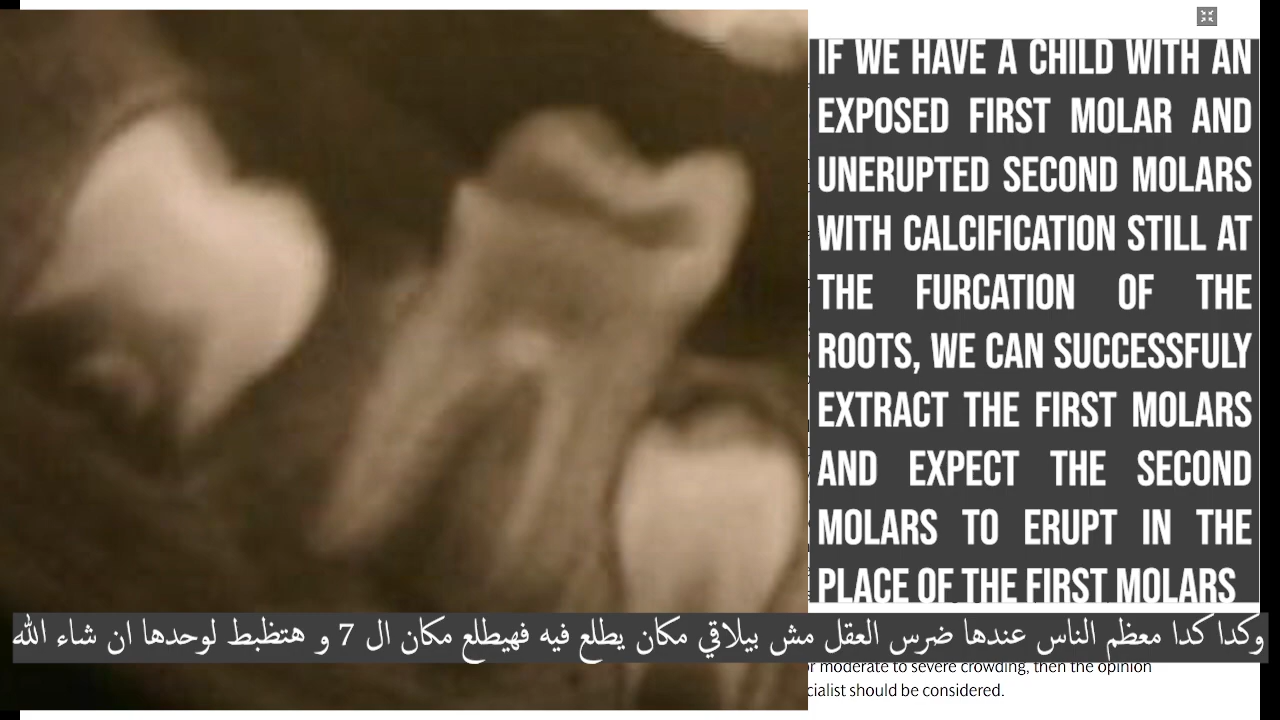 IF WE HAVE A CHILD WITH AN
EXPOSED FIRST MOLAR AND
UNERUPTED SECOND MOLARS
WITH CALCIFICATION STILL AT
THE FURCATION OF THE
ROOTS, WE CAN SUCCESSFULY
EXTRACT THE FIRST MOLARS
AND EXPECT THE SECOND
MOLARS TO ERUPT IN THE
PLACE OF THE FIRST MOLARS
وكدا كدا معظم الناس عندها ضرس العقل مش بيلاقي مكان يطلع فيه فهيطلع مكان ال 7 و هتظبط لوحدها ان شاء الله
moderate to severe crowding, then the opinion
should be considered.